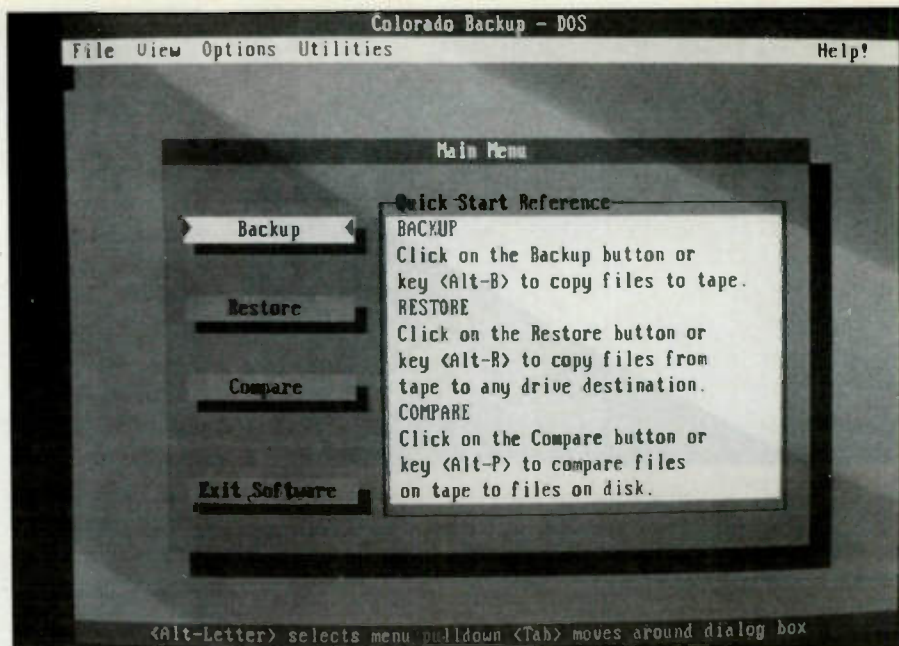 Colorado Backup - DOS
File View Options Utilities Help!
Main Menu
Backup
Restore
Compare
Exit Software
Quick Start Reference
BACKUP
Click on the Backup button or
key <Alt-B> to copy files to tape.
RESTORE
Click on the Restore button or
key <Alt-R> to copy files from
tape to any drive destination.
COMPARE
Click on the Compare button or
key <Alt-P> to compare files
on tape to files on disk.
<Alt-Letter> selects menu pulldown <Tab> moves around dialog box